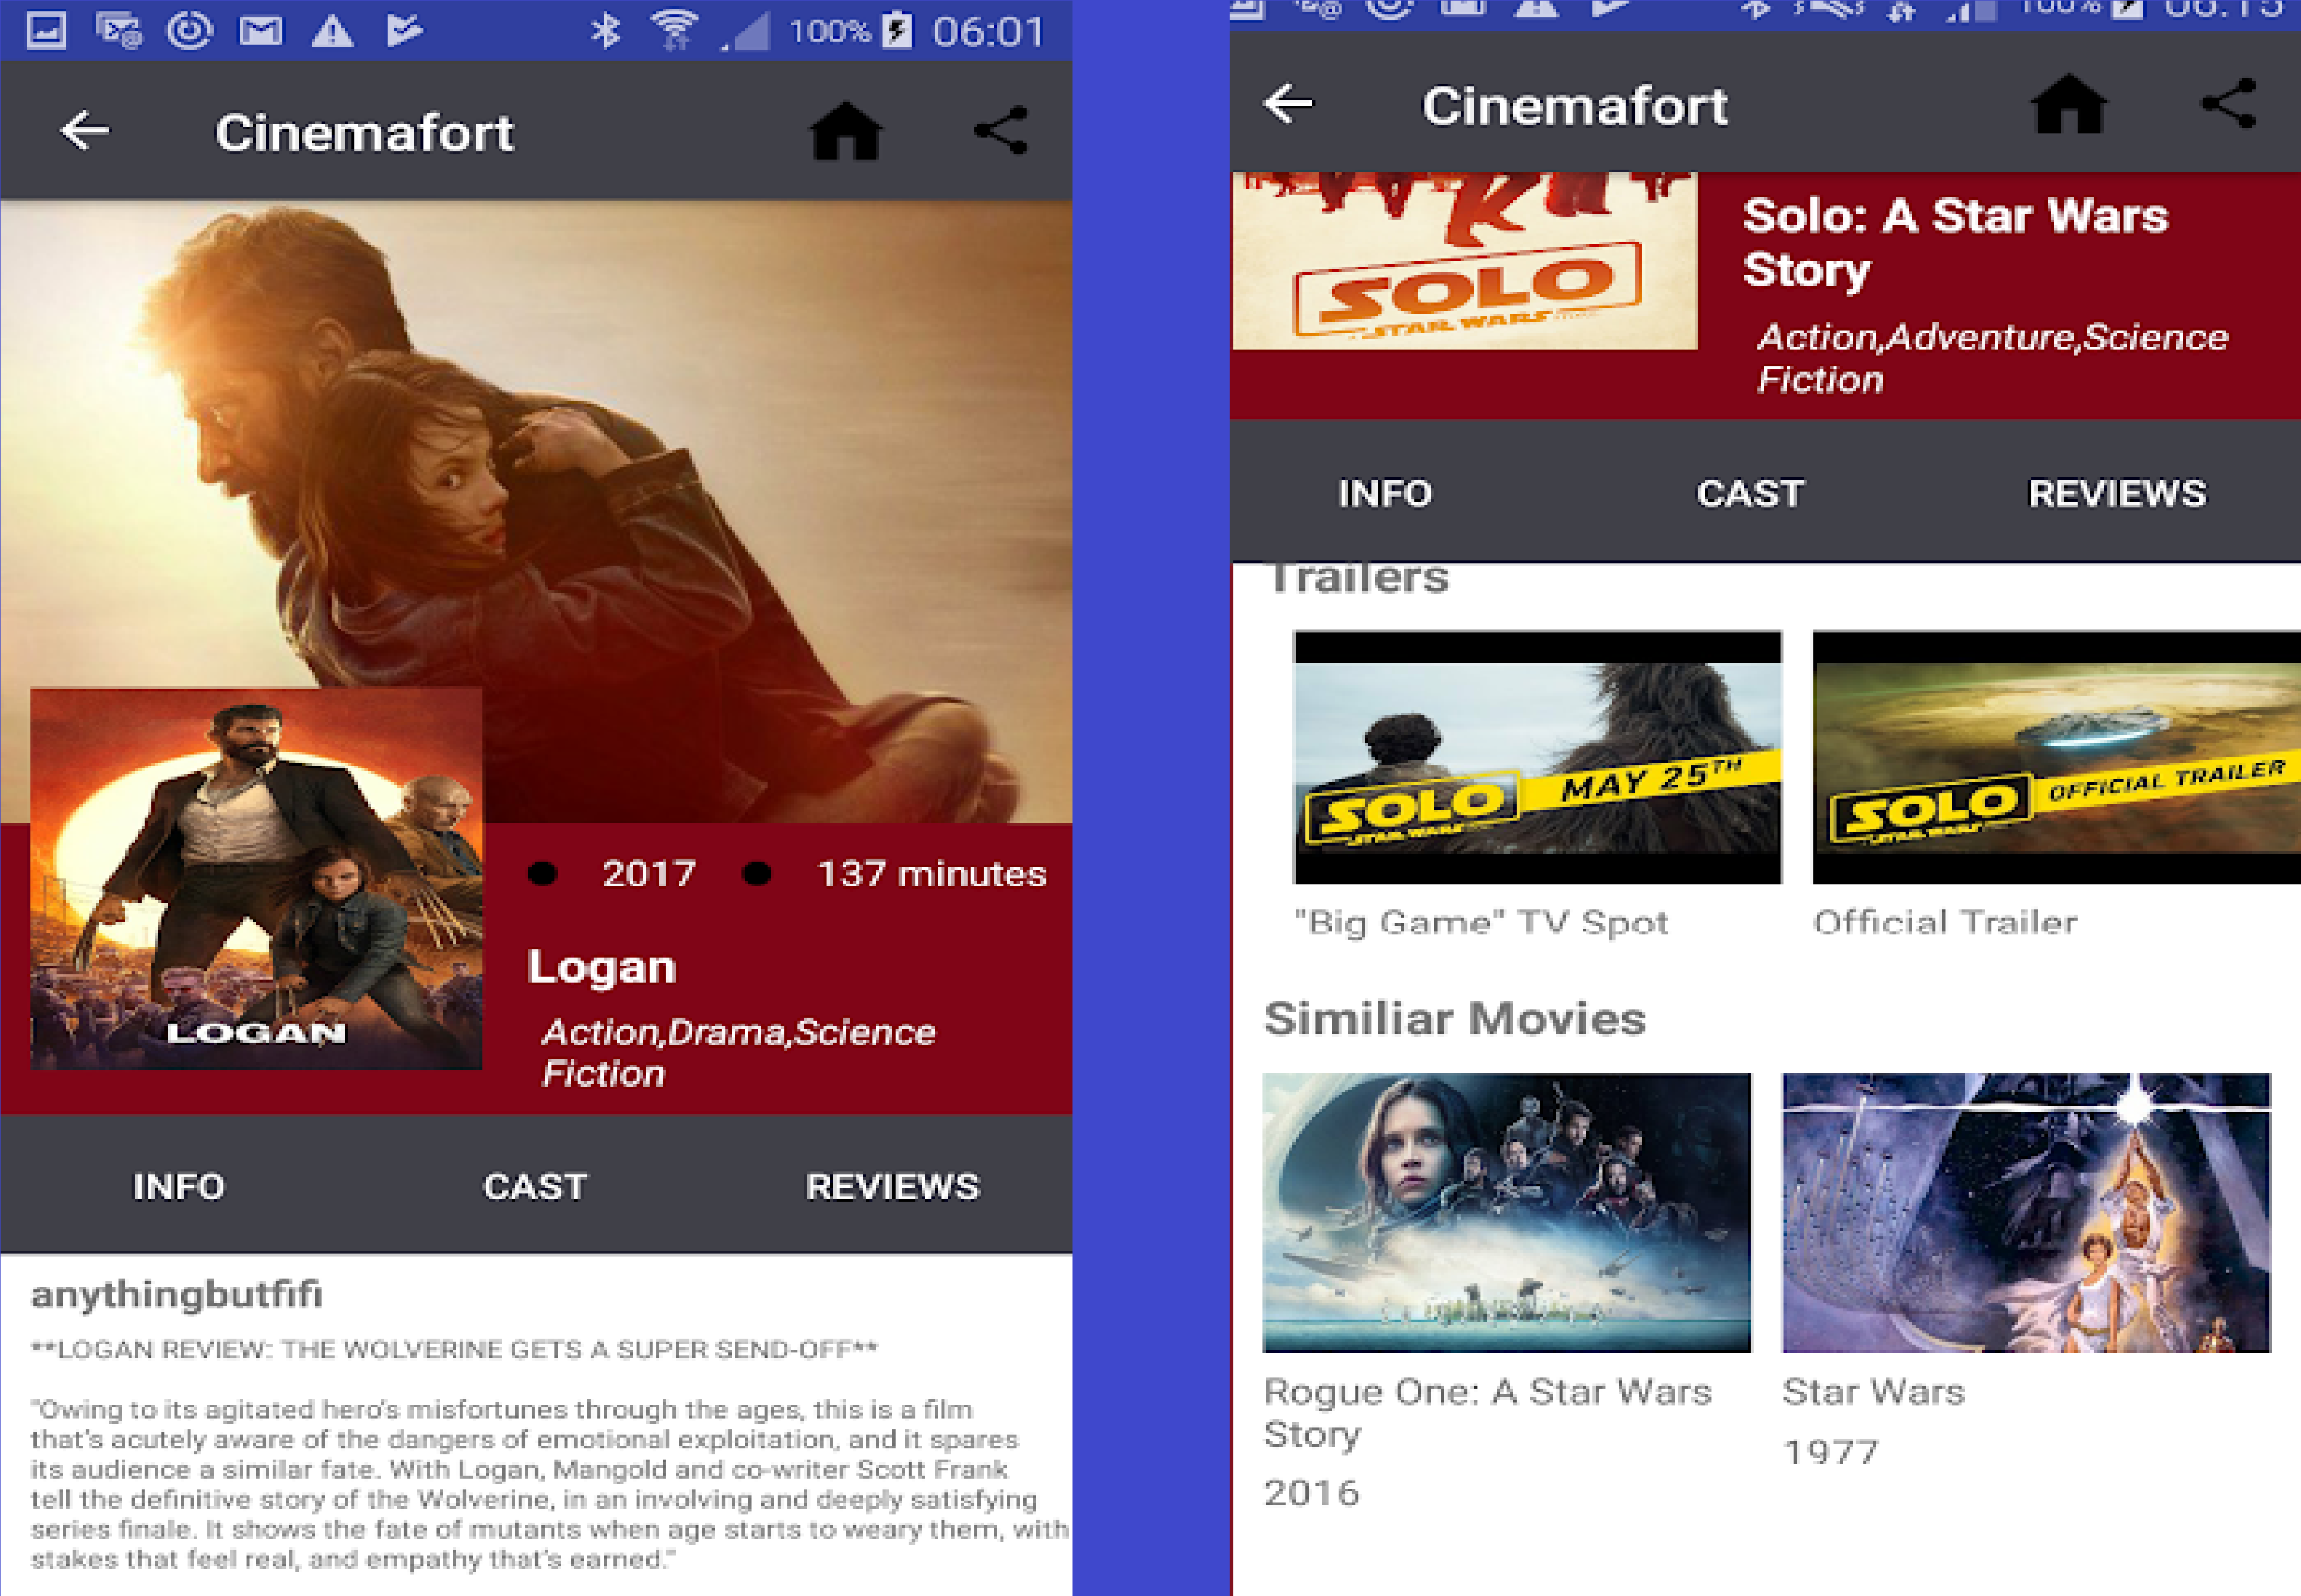 100% 06:01
Cinemafort
LOGAN
2017 137 minutes
Logan
Action,Drama,Science
Fiction
INFO CAST REVIEWS
anythingbutfifi
**LOGAN REVIEW: THE WOLVERINE GETS A SUPER SEND-OFF**
"Owing to its agitated hero's misfortunes through the ages, this is a film
that's acutely aware of the dangers of emotional exploitation, and it spares
its audience a similar fate. With Logan, Mangold and co-writer Scott Frank
tell the definitive story of the Wolverine, in an involving and deeply satisfying
series finale. It shows the fate of mutants when age starts to weary them, with
stakes that feel real, and empathy that's earned."
100% 06:15
Cinemafort
SOLO
STAR WARS
Solo: A Star Wars
Story
Action,Adventure,Science
Fiction
INFO CAST REVIEWS
Trailers
SOLO MAY 25TH
STAR WARS
SOLO OFFICIAL TRAILER
STAR WARS
"Big Game" TV Spot
Official Trailer
Similiar Movies
Rogue One: A Star Wars
Story
2016
Star Wars
1977